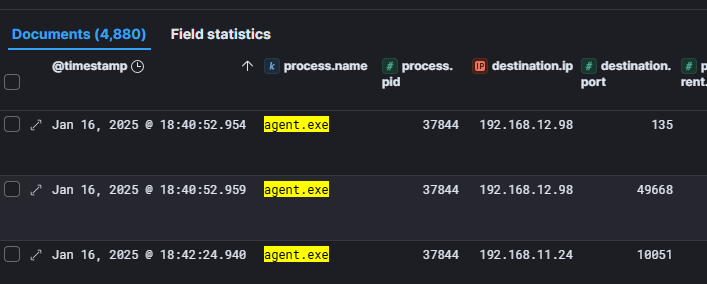 Documents (4,880) Field statistics
@timestamp k process.name # process. IP destination.ip # destination. # p
pid port rent.
Jan 16, 2025 @ 18:40:52.954 agent.exe 37844 192.168.12.98 135
Jan 16, 2025 @ 18:40:52.959 agent.exe 37844 192.168.12.98 49668
Jan 16, 2025 @ 18:42:24.940 agent.exe 37844 192.168.11.24 10051